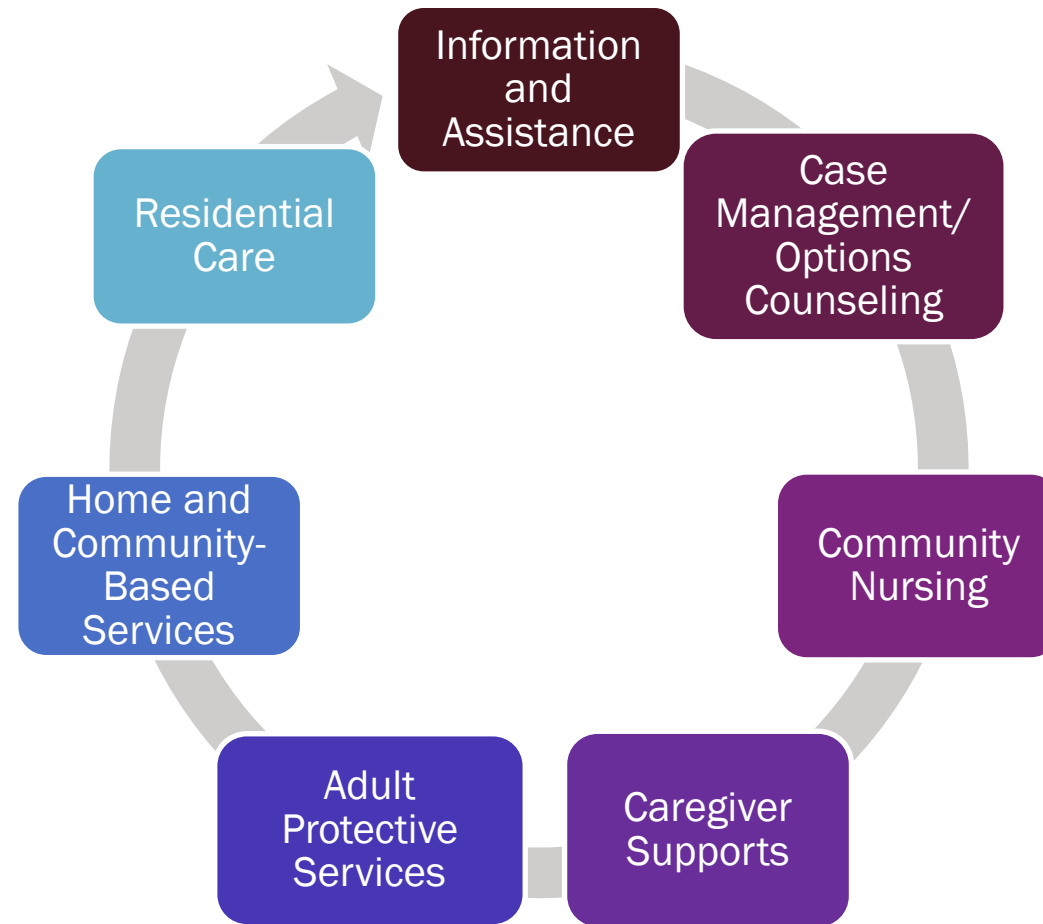 Information
and
Assistance
Case
Management/
Options
Counseling
Community
Nursing
Caregiver
Supports
Adult
Protective
Services
Home and
Community-
Based
Services
Residential
Care